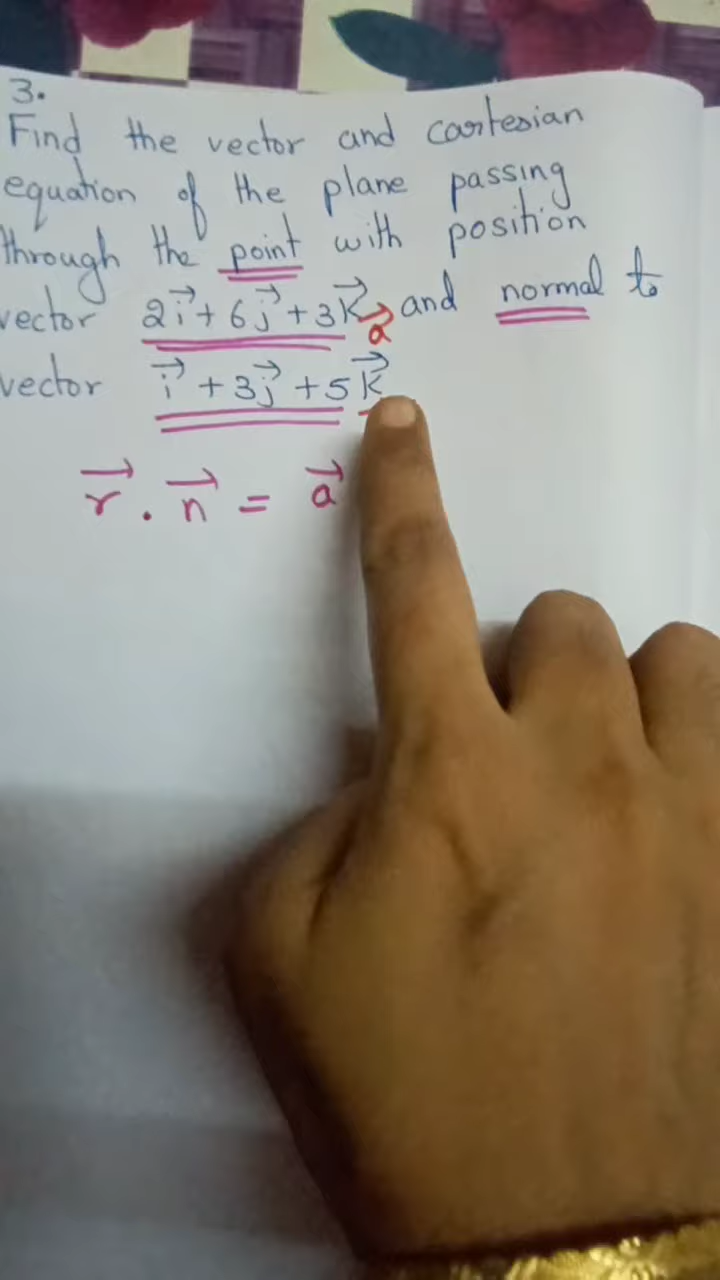 3.
Find the vector and cartesian
equation of the plane passing
through the point with position
vector 2i⃗ + 6j⃗ + 3k⃗ a⃗ and normal to
vector i⃗ + 3j⃗ + 5k⃗
r⃗ . n⃗ = a⃗